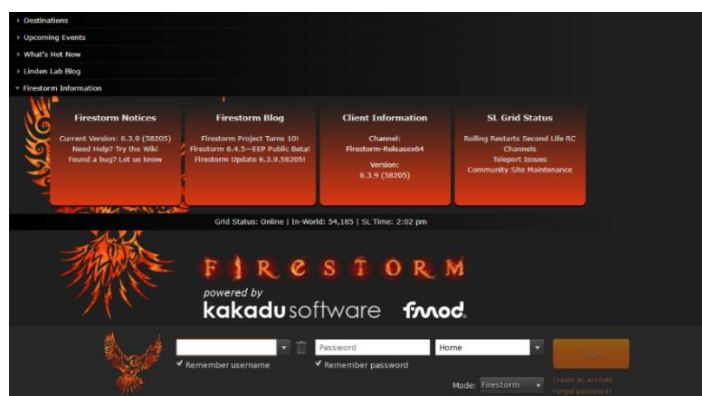 Destinations
Upcoming Events
What's Hot Now
Linden Lab Blog
Firestorm Information
Firestorm Notices
Current Version: 6.3.9 (58205)
Need Help? Try the Wiki
Found a bug? Let us know
Firestorm Blog
Firestorm Project Turns 10!
Firestorm 6.4.5—EEP Public Beta!
Firestorm Update 6.3.9.58205!
Client Information
Channel:
Firestorm-Releasex64
Version:
6.3.9 (58205)
SL Grid Status
Rolling Restarts Second Life RC
Channels
Teleport Issues
Community Site Maintenance
Grid Status: Online | In-World: 54,185 | SL Time: 2:02 pm
FIRESTORM
powered by
kakadusoftware fmod.
Password
Home
Log In
Remember username
Remember password
Mode: Firestorm
Create an account
Forgot password?